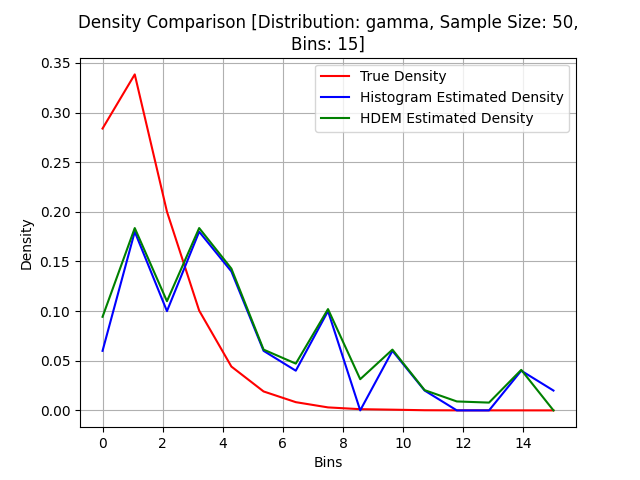 Density Comparison [Distribution: gamma, Sample Size: 50,
Bins: 15]
True Density
Histogram Estimated Density
HDEM Estimated Density
Density
0.35
0.30
0.25
0.20
0.15
0.10
0.05
0.00
0 2 4 6 8 10 12 14
Bins